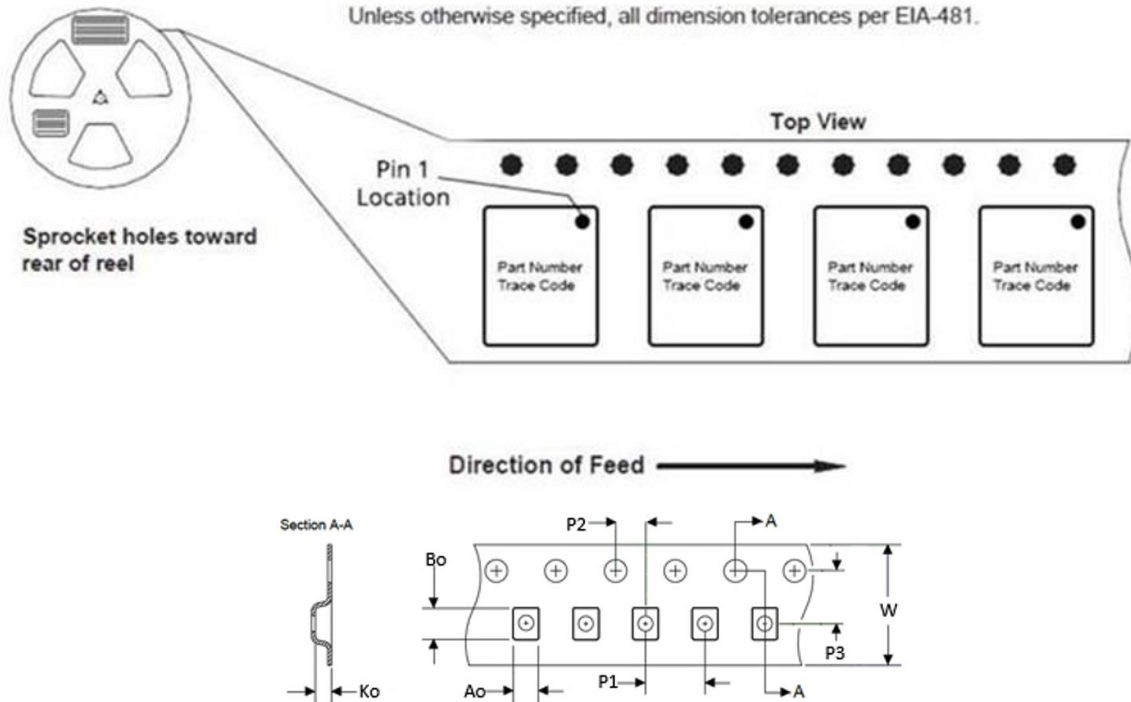 Unless otherwise specified, all dimension tolerances per EIA-481.
Top View
Pin 1
Location
Sprocket holes toward
rear of reel
Part Number
Trace Code
Part Number
Trace Code
Part Number
Trace Code
Part Number
Trace Code
Direction of Feed
Section A-A
P2
A
Bo
W
P3
Ko
Ao
P1
A